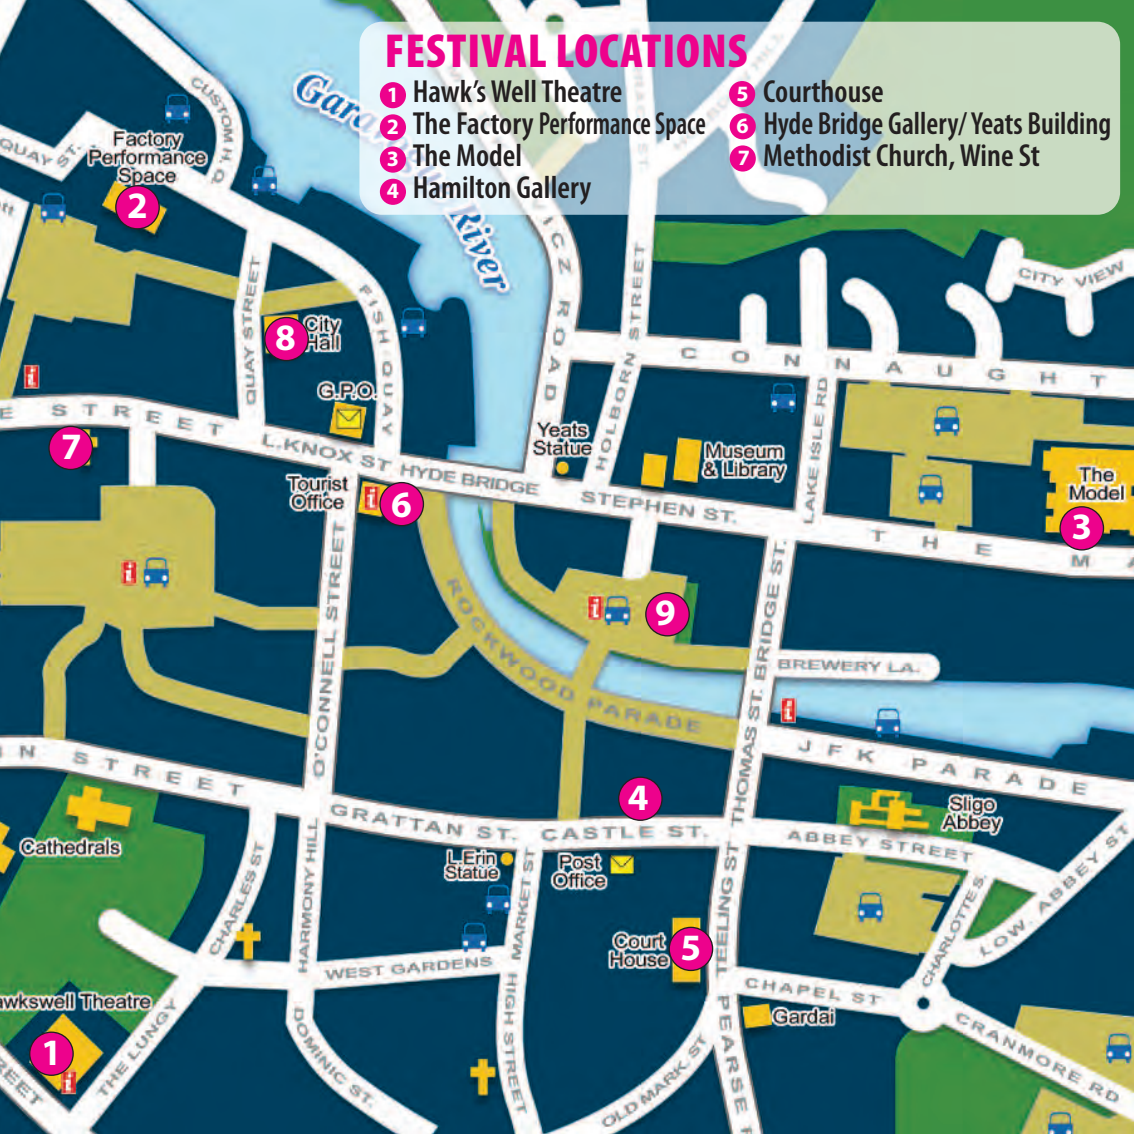 FESTIVAL LOCATIONS
1 Hawk's Well Theatre
2 The Factory Performance Space
3 The Model
4 Hamilton Gallery
5 Courthouse
6 Hyde Bridge Gallery/ Yeats Building
7 Methodist Church, Wine St
River
CUSTOM H. Q.
QUAY ST.
Factory
Performance
Space
2
CITY VIEW
QUAY STREET
FISH QUAY
ROAD
HOLBORN STREET
CONNAUGHT
8
City
Hall
G.P.O.
E STREET
7
L.KNOX ST
HYDE BRIDGE
Yeats
Statue
Museum
& Library
LAKE ISLE RD
The
Model
3
Tourist
Office
6
STEPHEN ST.
THE MA
9
O'CONNELL STREET
ROCKWOOD PARADE
THOMAS ST. BRIDGE ST.
BREWERY LA.
JFK PARADE
N STREET
GRATTAN ST.
CASTLE ST.
4
ABBEY STREET
Sligo
Abbey
Cathedrals
L.Erin
Statue
Post
Office
CHARLES ST
HARMONY HILL
MARKET ST
TEELING ST
CHARLOTTE S.
LOW. ABBEY ST
Court
House
5
WEST GARDENS
CHAPEL ST
awkswell Theatre
1
THE LUNGY
DOMINIC ST.
HIGH STREET
OLD MARK. ST
PEARSE
Gardai
CRANMORE RD
REET